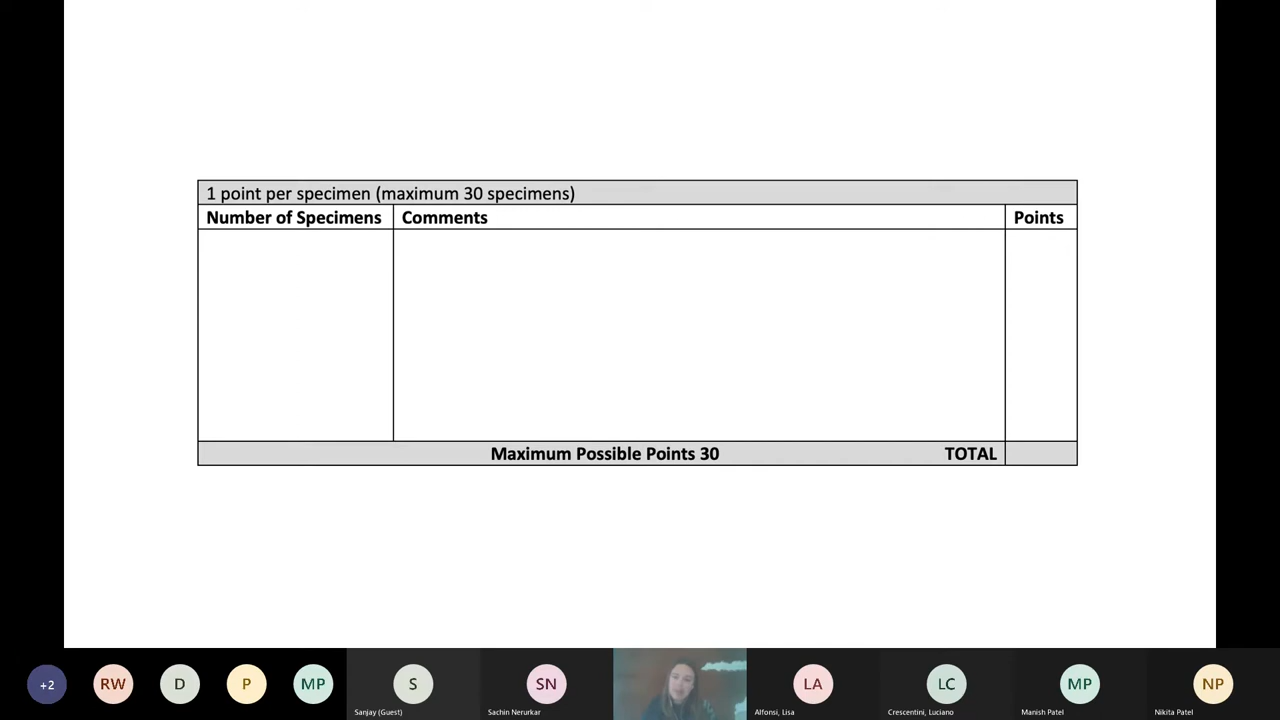 1 point per specimen (maximum 30 specimens)
Number of Specimens Comments Points
Maximum Possible Points 30 TOTAL
+2 RW D P MP S SN LA LC MP NP
Sanjay (Guest) Sachin Nerurkar Alfonsi, Lisa Crescentini, Luciano Manish Patel Nikita Patel